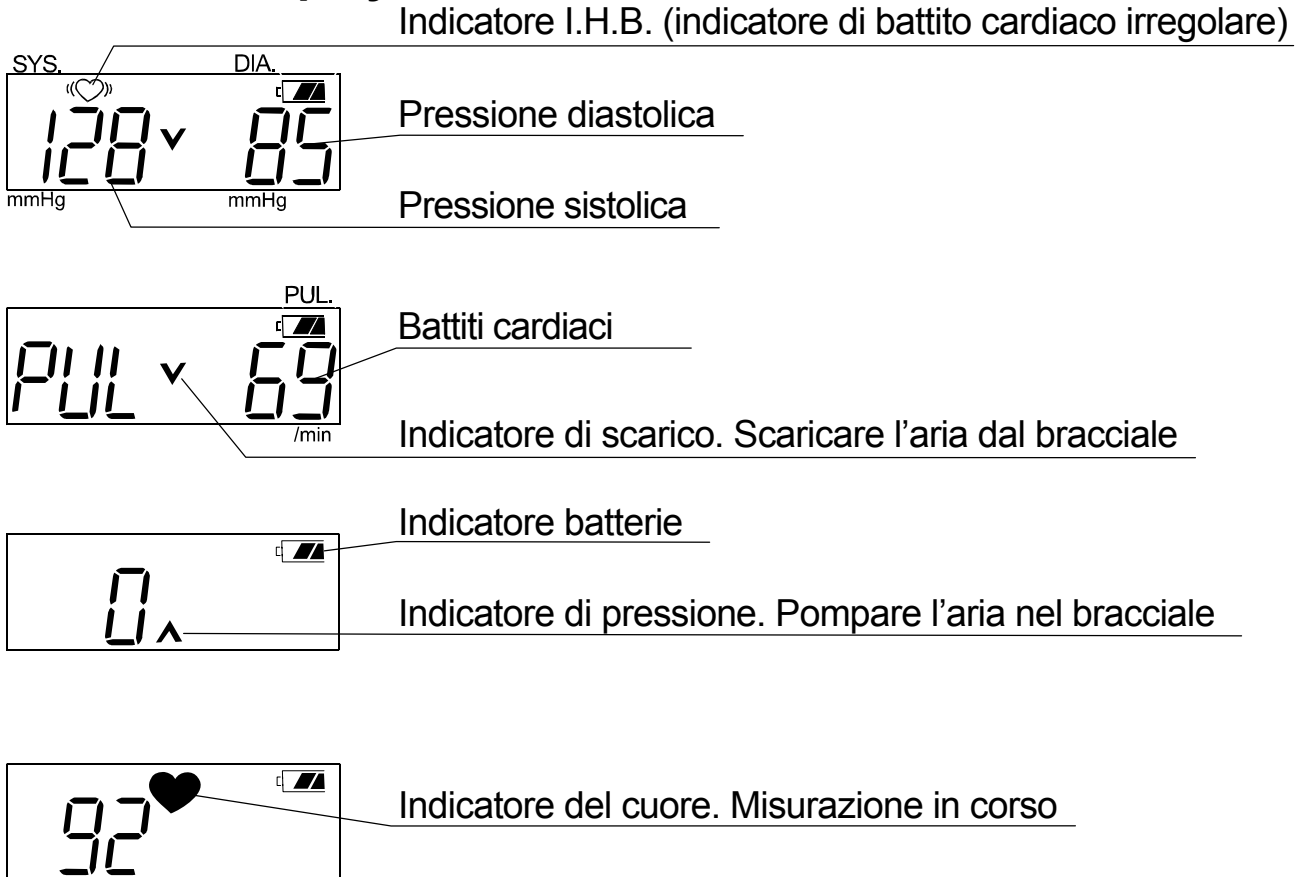 Indicatore I.H.B. (indicatore di battito cardiaco irregolare)
SYS. DIA.
128 85
mmHg mmHg
Pressione diastolica
Pressione sistolica
PUL.
PUL 69
/min
Battiti cardiaci
Indicatore di scarico. Scaricare l’aria dal bracciale
Indicatore batterie
0
Indicatore di pressione. Pompare l’aria nel bracciale
92
Indicatore del cuore. Misurazione in corso